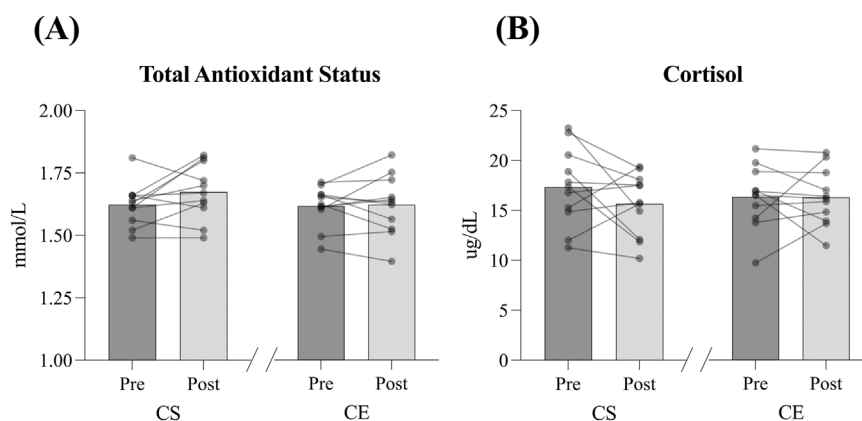 (A)
Total Antioxidant Status
mmol/L
2.00
1.75
1.50
1.25
1.00
Pre Post Pre Post
CS CE
(B)
Cortisol
ug/dL
25
20
15
10
5
0
Pre Post Pre Post
CS CE